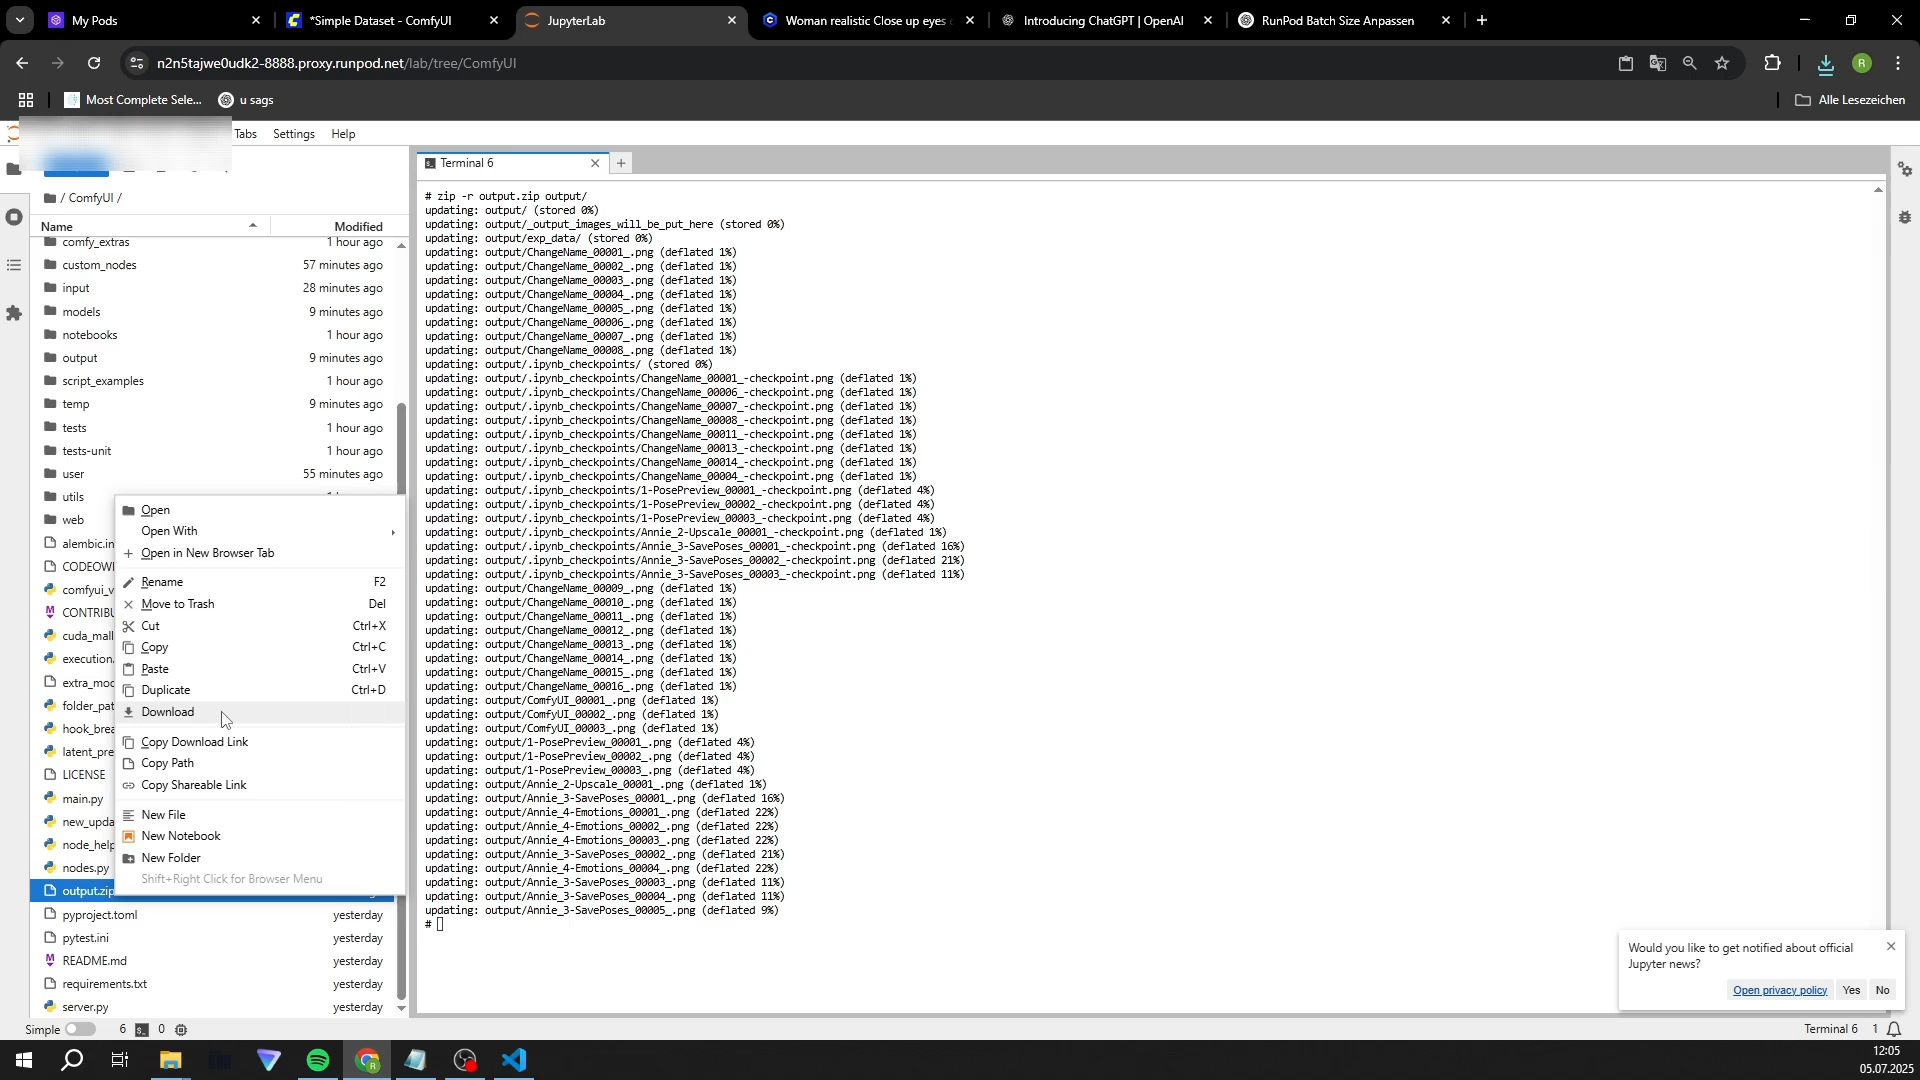 My Pods
*Simple Dataset - ComfyUI
JupyterLab
Woman realistic Close up eyes
Introducing ChatGPT | OpenAI
RunPod Batch Size Anpassen
n2n5tajwe0udk2-8888.proxy.runpod.net/lab/tree/ComfyUI
R
Most Complete Sele...
u sags
Alle Lesezeichen
Tabs
Settings
Help
Terminal 6
/ ComfyUI /
Name
Modified
comfy_extras 1 hour ago
custom_nodes 57 minutes ago
input 28 minutes ago
models 9 minutes ago
notebooks 1 hour ago
output 9 minutes ago
script_examples 1 hour ago
temp 9 minutes ago
tests 1 hour ago
tests-unit 1 hour ago
user 55 minutes ago
utils
web
alembic.in
CODEOW
comfyui_v
CONTRIBU
cuda_mall
execution.
extra_mod
folder_pat
hook_brea
latent_pre
LICENSE
main.py
new_upda
node_help
nodes.py
output.zip
pyproject.toml yesterday
pytest.ini yesterday
README.md yesterday
requirements.txt yesterday
server.py yesterday
Open
Open With
Open in New Browser Tab
Rename F2
Move to Trash Del
Cut Ctrl+X
Copy Ctrl+C
Paste Ctrl+V
Duplicate Ctrl+D
Download
Copy Download Link
Copy Path
Copy Shareable Link
New File
New Notebook
New Folder
Shift+Right Click for Browser Menu
# zip -r output.zip output/
updating: output/ (stored 0%)
updating: output/_output_images_will_be_put_here (stored 0%)
updating: output/exp_data/ (stored 0%)
updating: output/ChangeName_00001_.png (deflated 1%)
updating: output/ChangeName_00002_.png (deflated 1%)
updating: output/ChangeName_00003_.png (deflated 1%)
updating: output/ChangeName_00004_.png (deflated 1%)
updating: output/ChangeName_00005_.png (deflated 1%)
updating: output/ChangeName_00006_.png (deflated 1%)
updating: output/ChangeName_00007_.png (deflated 1%)
updating: output/ChangeName_00008_.png (deflated 1%)
updating: output/.ipynb_checkpoints/ (stored 0%)
updating: output/.ipynb_checkpoints/ChangeName_00001_-checkpoint.png (deflated 1%)
updating: output/.ipynb_checkpoints/ChangeName_00006_-checkpoint.png (deflated 1%)
updating: output/.ipynb_checkpoints/ChangeName_00007_-checkpoint.png (deflated 1%)
updating: output/.ipynb_checkpoints/ChangeName_00008_-checkpoint.png (deflated 1%)
updating: output/.ipynb_checkpoints/ChangeName_00011_-checkpoint.png (deflated 1%)
updating: output/.ipynb_checkpoints/ChangeName_00013_-checkpoint.png (deflated 1%)
updating: output/.ipynb_checkpoints/ChangeName_00014_-checkpoint.png (deflated 1%)
updating: output/.ipynb_checkpoints/ChangeName_00004_-checkpoint.png (deflated 1%)
updating: output/.ipynb_checkpoints/1-PosePreview_00001_-checkpoint.png (deflated 4%)
updating: output/.ipynb_checkpoints/1-PosePreview_00002_-checkpoint.png (deflated 4%)
updating: output/.ipynb_checkpoints/1-PosePreview_00003_-checkpoint.png (deflated 4%)
updating: output/.ipynb_checkpoints/Annie_2-Upscale_00001_-checkpoint.png (deflated 1%)
updating: output/.ipynb_checkpoints/Annie_3-SavePoses_00001_-checkpoint.png (deflated 16%)
updating: output/.ipynb_checkpoints/Annie_3-SavePoses_00002_-checkpoint.png (deflated 21%)
updating: output/.ipynb_checkpoints/Annie_3-SavePoses_00003_-checkpoint.png (deflated 11%)
updating: output/ChangeName_00009_.png (deflated 1%)
updating: output/ChangeName_00010_.png (deflated 1%)
updating: output/ChangeName_00011_.png (deflated 1%)
updating: output/ChangeName_00012_.png (deflated 1%)
updating: output/ChangeName_00013_.png (deflated 1%)
updating: output/ChangeName_00014_.png (deflated 1%)
updating: output/ChangeName_00015_.png (deflated 1%)
updating: output/ChangeName_00016_.png (deflated 1%)
updating: output/ComfyUI_00001_.png (deflated 1%)
updating: output/ComfyUI_00002_.png (deflated 1%)
updating: output/ComfyUI_00003_.png (deflated 1%)
updating: output/1-PosePreview_00001_.png (deflated 4%)
updating: output/1-PosePreview_00002_.png (deflated 4%)
updating: output/1-PosePreview_00003_.png (deflated 4%)
updating: output/Annie_2-Upscale_00001_.png (deflated 1%)
updating: output/Annie_3-SavePoses_00001_.png (deflated 16%)
updating: output/Annie_4-Emotions_00001_.png (deflated 22%)
updating: output/Annie_4-Emotions_00002_.png (deflated 22%)
updating: output/Annie_4-Emotions_00003_.png (deflated 22%)
updating: output/Annie_3-SavePoses_00002_.png (deflated 21%)
updating: output/Annie_4-Emotions_00004_.png (deflated 22%)
updating: output/Annie_3-SavePoses_00003_.png (deflated 11%)
updating: output/Annie_3-SavePoses_00004_.png (deflated 11%)
updating: output/Annie_3-SavePoses_00005_.png (deflated 9%)
#
Would you like to get notified about official
Jupyter news?
Open privacy policy
Yes
No
Simple
6
0
Terminal 6
1
12:05
05.07.2025